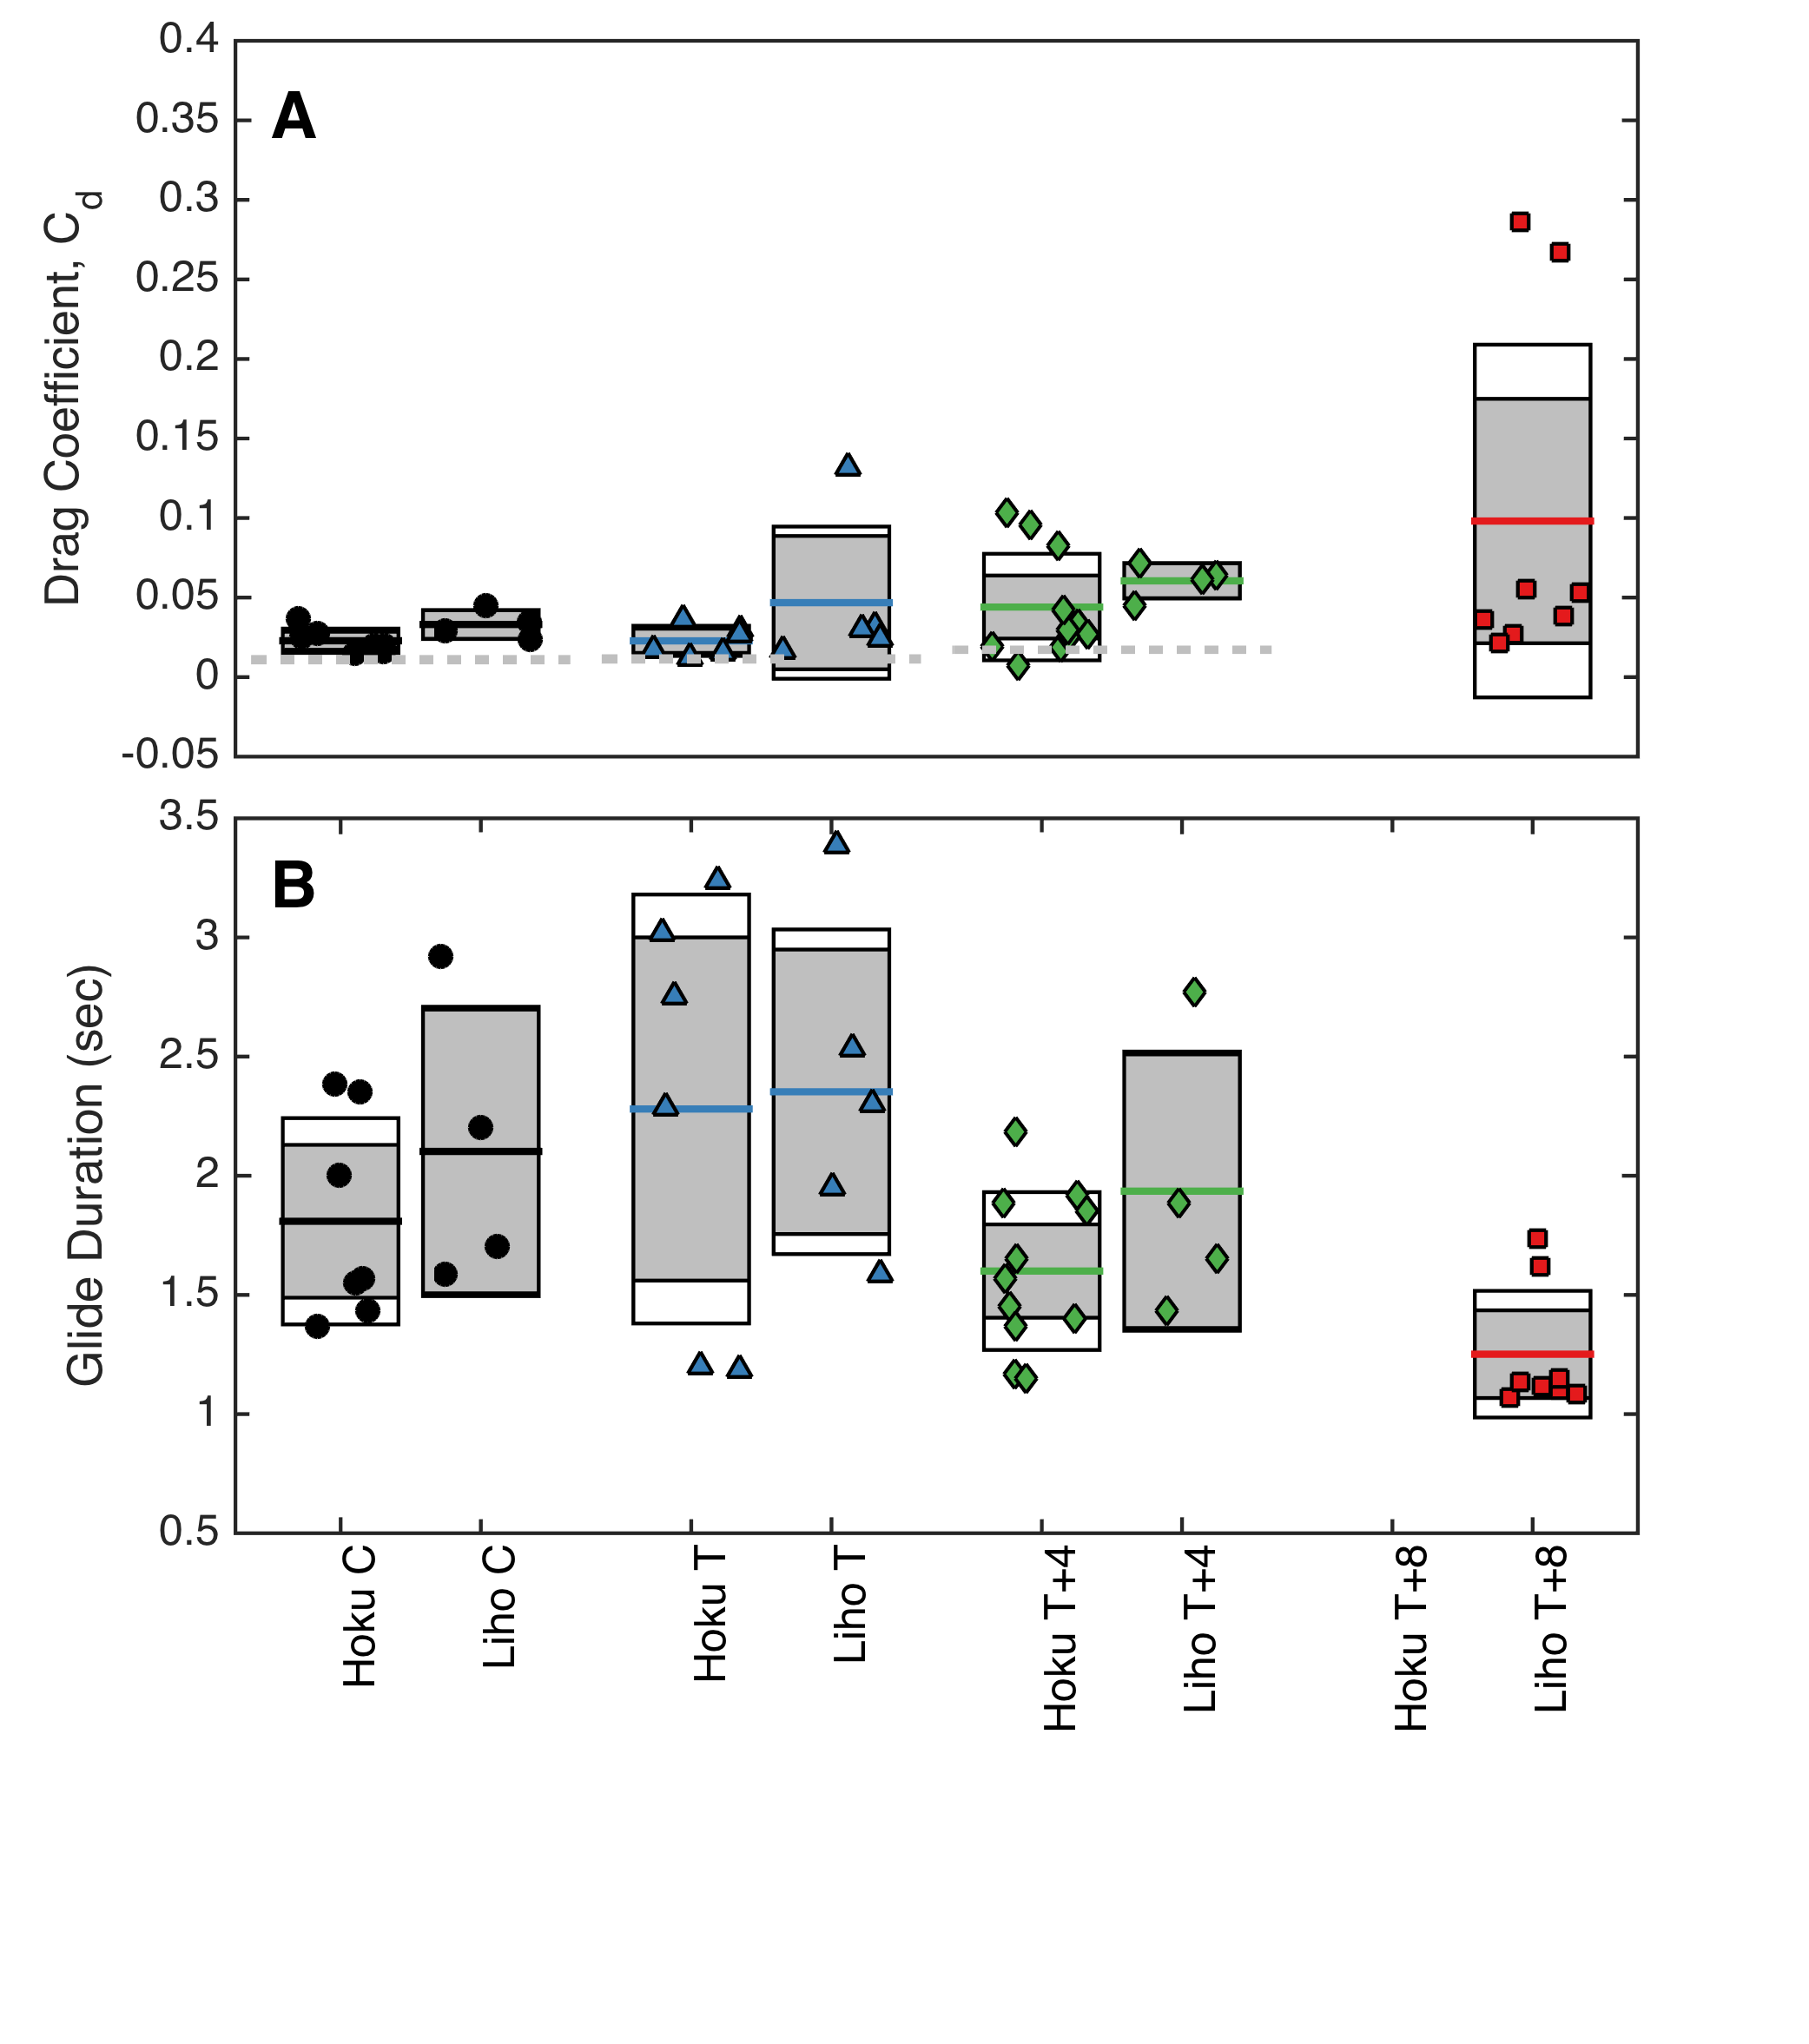 A
0.4
0.35
0.3
0.25
0.2
0.15
0.1
0.05
0
-0.05
Drag Coefficient, Cd
B
3.5
3
2.5
2
1.5
1
0.5
Glide Duration (sec)
Hoku C
Liho C
Hoku T
Liho T
Hoku T+4
Liho T+4
Hoku T+8
Liho T+8